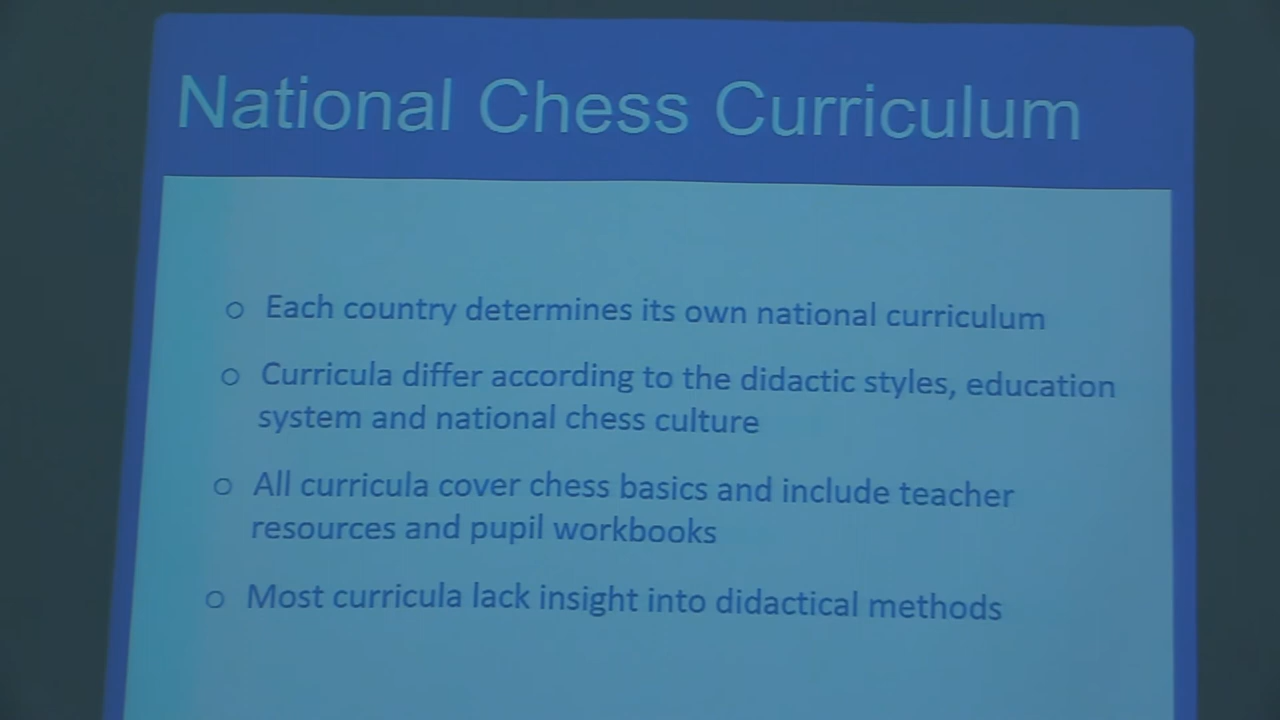 National Chess Curriculum
○ Each country determines its own national curriculum
○ Curricula differ according to the didactic styles, education
system and national chess culture
○ All curricula cover chess basics and include teacher
resources and pupil workbooks
○ Most curricula lack insight into didactical methods